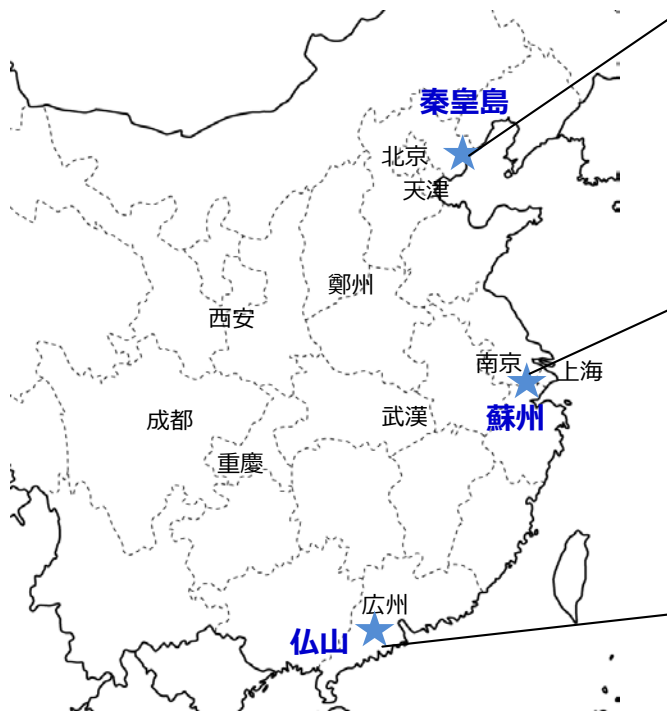 秦皇島
北京
天津
鄭州
西安
南京
上海
蘇州
成都
武漢
重慶
広州
仏山